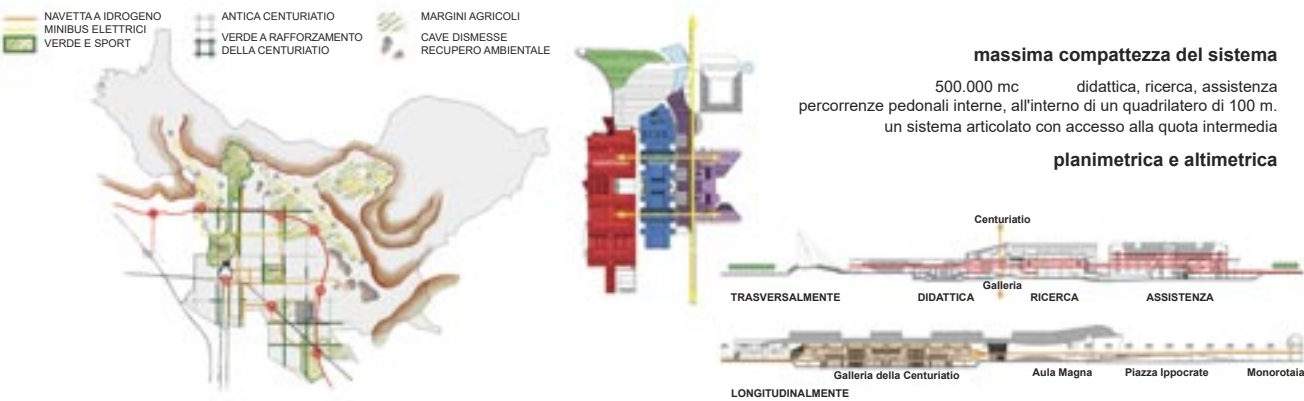 NAVETTA A IDROGENO
MINIBUS ELETTRICI
VERDE E SPORT
ANTICA CENTURIATIO
VERDE A RAFFORZAMENTO
DELLA CENTURIATIO
MARGINI AGRICOLI
CAVE DISMESSE
RECUPERO AMBIENTALE
massima compattezza del sistema
500.000 mc didattica, ricerca, assistenza
percorrenze pedonali interne, all'interno di un quadrilatero di 100 m.
un sistema articolato con accesso alla quota intermedia
planimetrica e altimetrica
Centuriatio
Galleria
TRASVERSALMENTE DIDATTICA RICERCA ASSISTENZA
Galleria della Centuriatio Aula Magna Piazza Ippocrate Monorotaia
LONGITUDINALMENTE